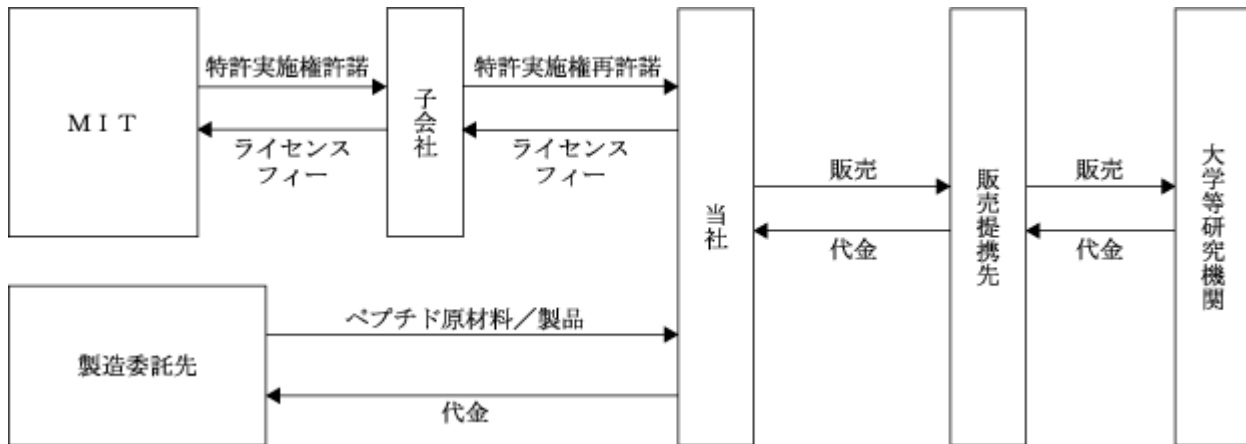 ＭＩＴ
特許実施権許諾
ライセンス
フィー
子会社
特許実施権再許諾
ライセンス
フィー
当社
販売
代金
販売提携先
販売
代金
大学等研究機関
製造委託先
ペプチド原材料／製品
代金